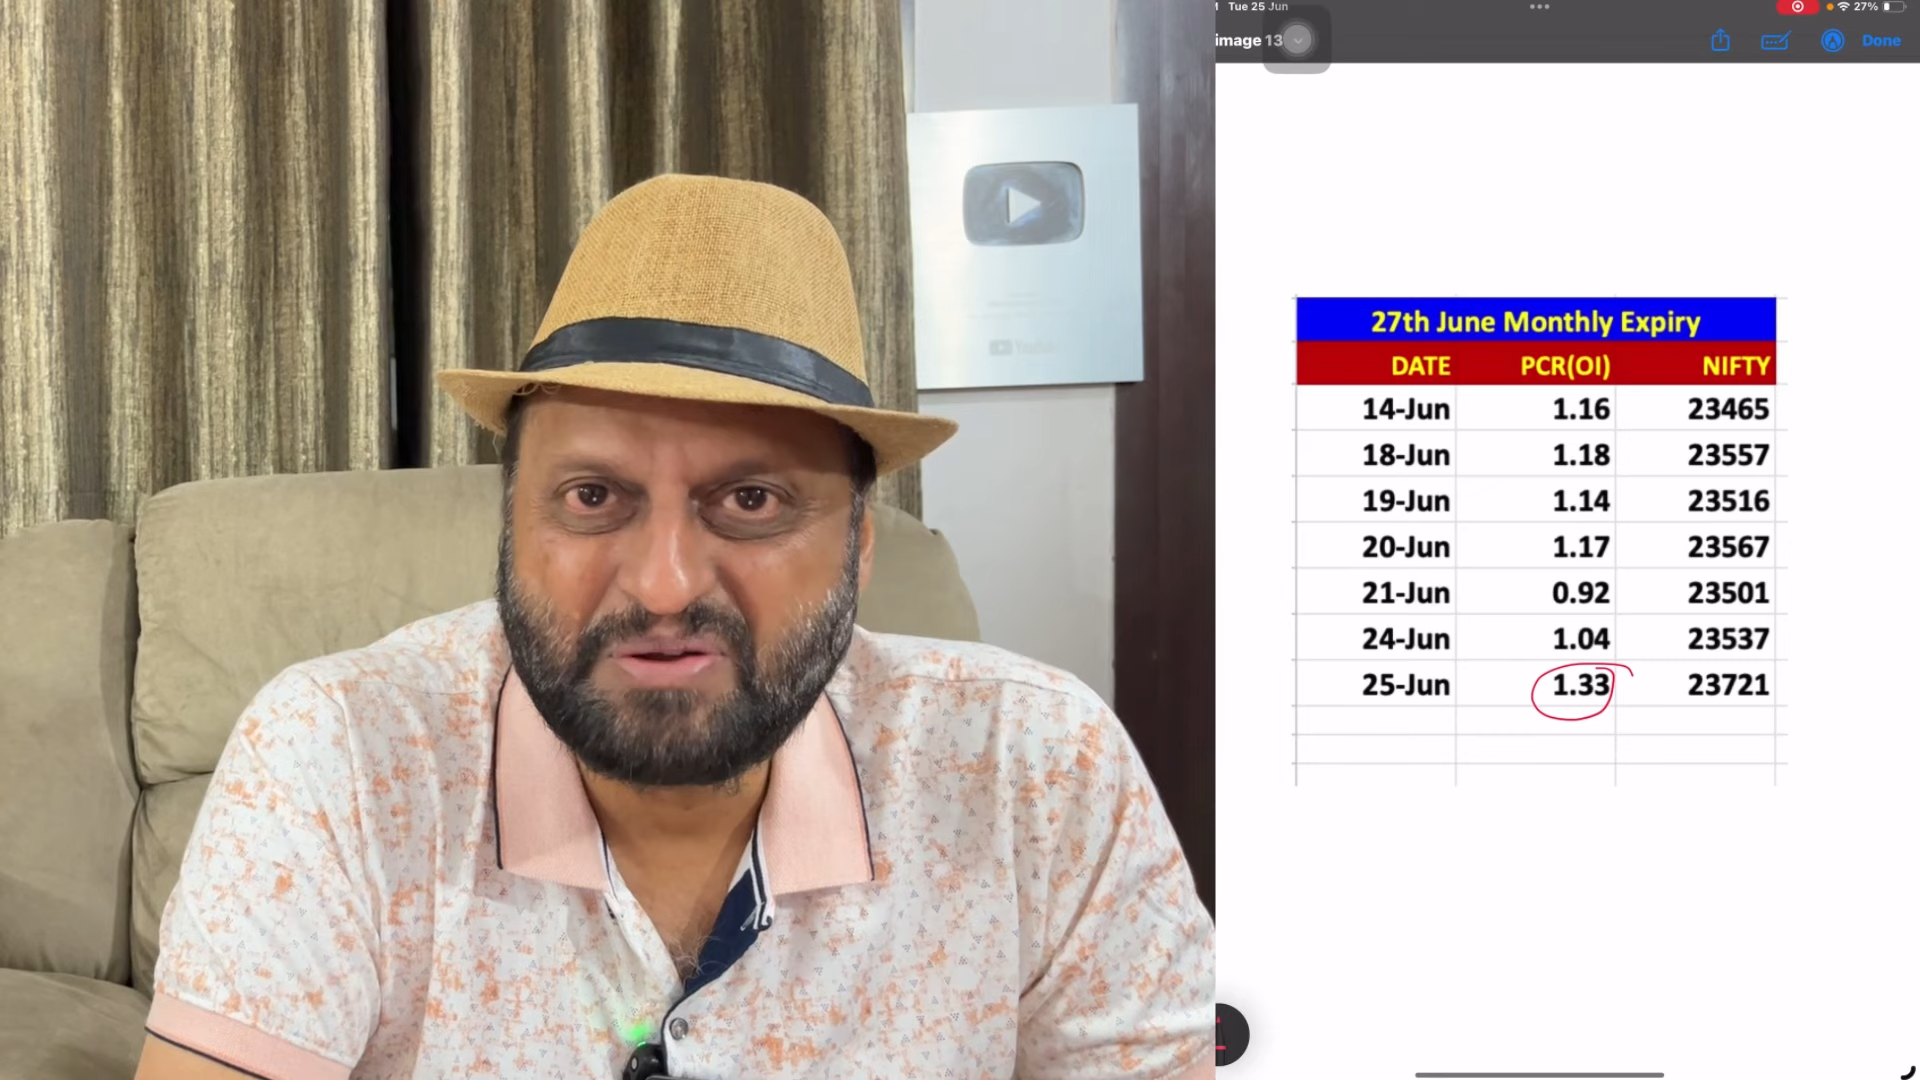 Tue 25 Jun
27%
image 13
Done
YouTube
27th June Monthly Expiry
DATE PCR(OI) NIFTY
14-Jun 1.16 23465
18-Jun 1.18 23557
19-Jun 1.14 23516
20-Jun 1.17 23567
21-Jun 0.92 23501
24-Jun 1.04 23537
25-Jun 1.33 23721